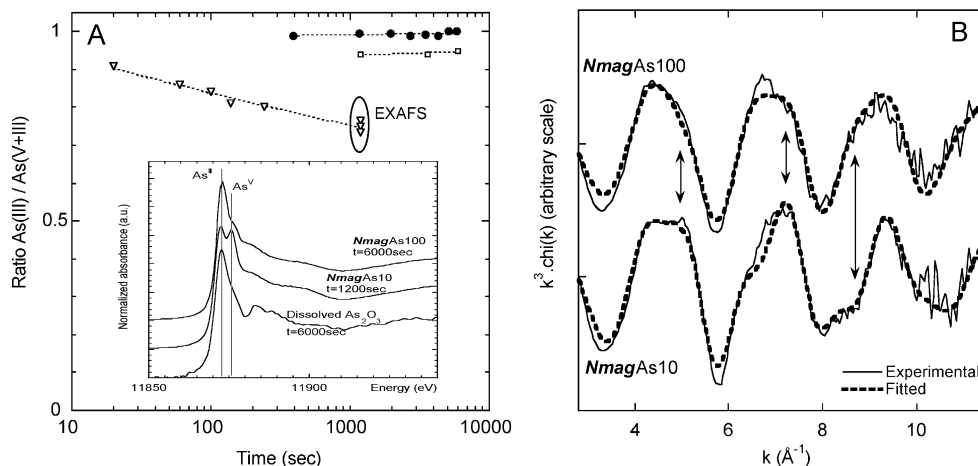 A
1
0.5
0
Ratio As(III) / As(V+III)
10
100
1000
10000
Time (sec)
EXAFS
As
As^V
NmagAs100
t=6000sec
NmagAs10
t=1200sec
Dissolved As₂O₃
t=6000sec
Normalized absorbance (a.u.)
11850
11900
Energy (eV)
B
NmagAs100
NmagAs10
k³.chi(k) (arbitrary scale)
Experimental
Fitted
4
6
8
10
k (Å⁻¹)